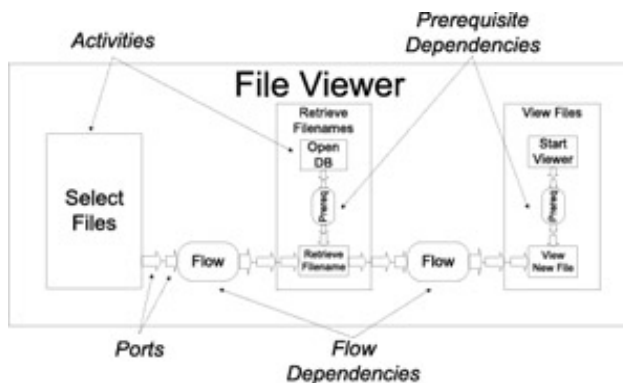 Activities
Prerequisite
Dependencies
File Viewer
Retrieve
Filenames
View Files
Open
DB
Start
Viewer
Select
Files
Prereq
Prereq
Flow
Retrieve
Filename
Flow
View
New File
Ports
Flow
Dependencies